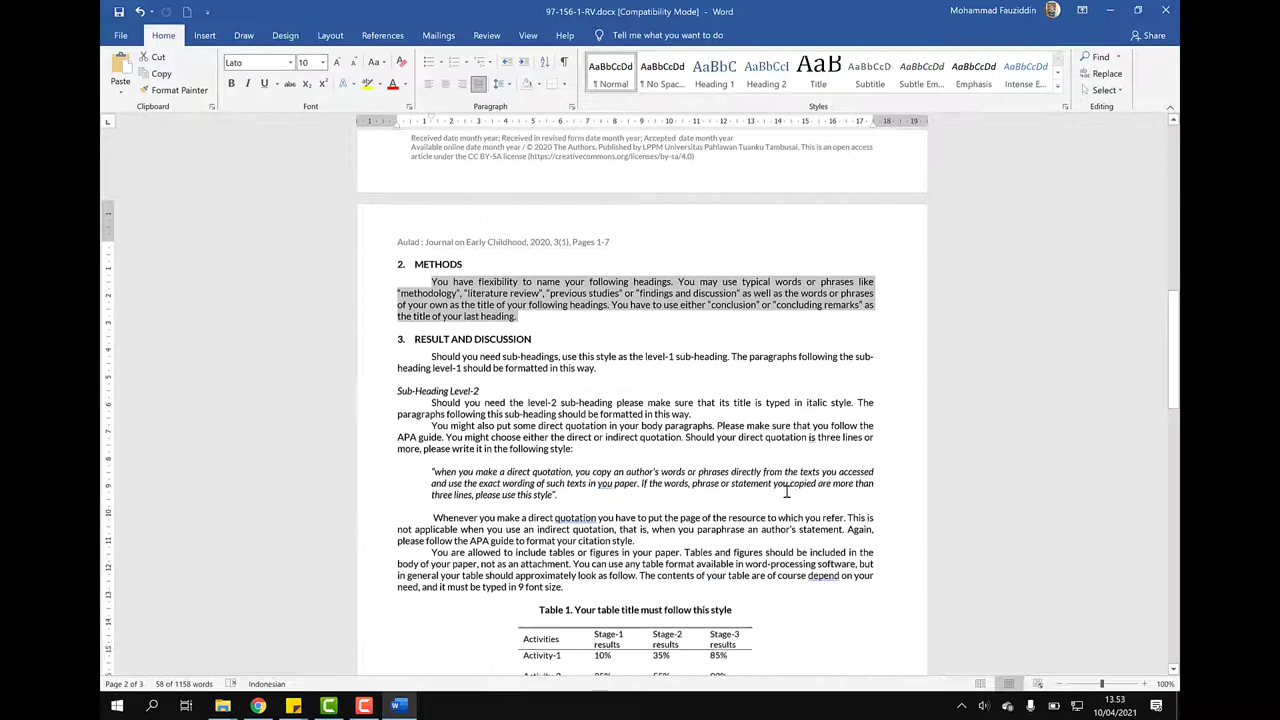 97-156-1-RV.docx [Compatibility Mode] - Word
Mohammad Fauziddin
File Home Insert Draw Design Layout References Mailings Review View Help Tell me what you want to do
Share
Paste
Cut
Copy
Format Painter
Clipboard
Lato 10
Font
Paragraph
AaBbCcDd AaBbCcDd AaBbC AaBbCcI AaB AaBbCcD AaBbCcDd AaBbCcDd AaBbCcDd
¶ Normal ¶ No Spac... Heading 1 Heading 2 Title Subtitle Subtle Em... Emphasis Intense E...
Styles
Find
Replace
Select
Editing
1 1 2 3 4 5 6 7 8 9 10 11 12 13 14 15 16 17 18 19
Received date month year; Received in revised form date month year; Accepted date month year
Available online date month year / © 2020 The Authors. Published by LPPM Universitas Pahlawan Tuanku Tambusai. This is an open access
article under the CC BY-SA license (https://creativecommons.org/licenses/by-sa/4.0)
Aulad : Journal on Early Childhood, 2020, 3(1), Pages 1-7
2. METHODS
You have flexibility to name your following headings. You may use typical words or phrases like
“methodology”, “literature review”, “previous studies” or “findings and discussion” as well as the words or phrases
of your own as the title of your following headings. You have to use either “conclusion” or “concluding remarks” as
the title of your last heading.
3. RESULT AND DISCUSSION
Should you need sub-headings, use this style as the level-1 sub-heading. The paragraphs following the sub-
heading level-1 should be formatted in this way.
Sub-Heading Level-2
Should you need the level-2 sub-heading please make sure that its title is typed in italic style. The
paragraphs following this sub-heading should be formatted in this way.
You might also put some direct quotation in your body paragraphs. Please make sure that you follow the
APA guide. You might choose either the direct or indirect quotation. Should your direct quotation is three lines or
more, please write it in the following style:
“when you make a direct quotation, you copy an author’s words or phrases directly from the texts you accessed
and use the exact wording of such texts in you paper. If the words, phrase or statement you copied are more than
three lines, please use this style”.
Whenever you make a direct quotation you have to put the page of the resource to which you refer. This is
not applicable when you use an indirect quotation, that is, when you paraphrase an author’s statement. Again,
please follow the APA guide to format your citation style.
You are allowed to include tables or figures in your paper. Tables and figures should be included in the
body of your paper, not as an attachment. You can use any table format available in word-processing software, but
in general your table should approximately look as follow. The contents of your table are of course depend on your
need, and it must be typed in 9 font size.
Table 1. Your table title must follow this style
Activities Stage-1 results Stage-2 results Stage-3 results
Activity-1 10% 35% 85%
Page 2 of 3 58 of 1158 words Indonesian
100%
13.53
10/04/2021